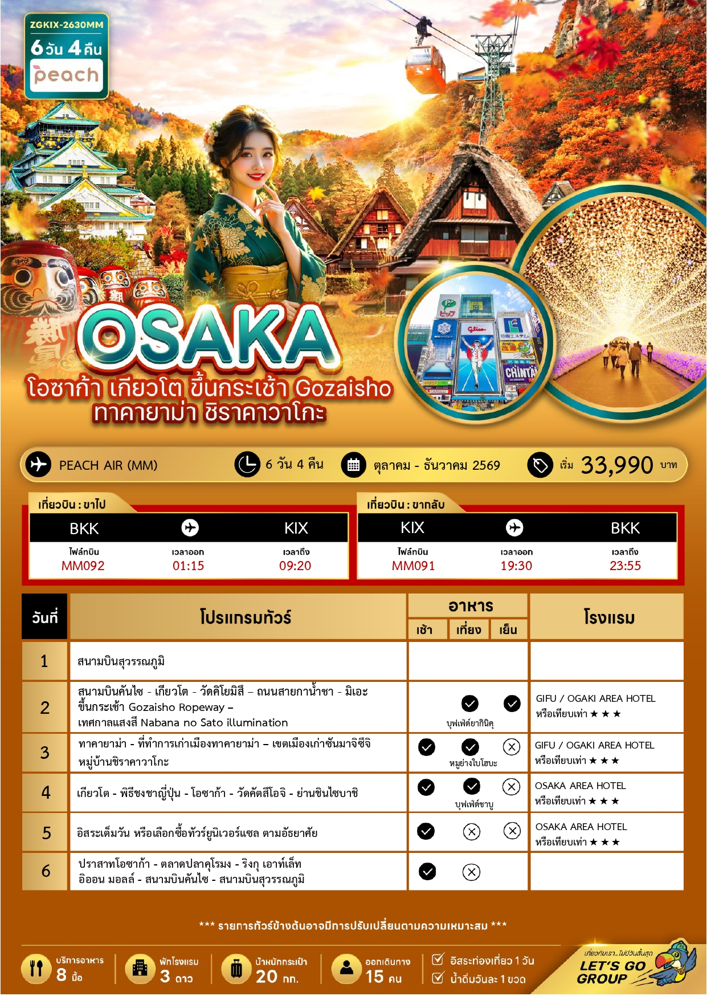 ZGKIX-2630MM
6 วัน 4 คืน
peach
ピップ
Glico
日商エステム
CHINTAI
OSAKA
โอซาก้า เกียวโต ขึ้นกระเช้า Gozaisho
ทาคายาม่า ชิราคาวาโกะ
PEACH AIR (MM)
6 วัน 4 คืน
ตุลาคม - ธันวาคม 2569
เริ่ม 33,990 บาท
เที่ยวบิน : ขาไป
BKK KIX
ไฟล์ทบิน เวลาออก เวลาถึง
MM092 01:15 09:20
เที่ยวบิน : ขากลับ
KIX BKK
ไฟล์ทบิน เวลาออก เวลาถึง
MM091 19:30 23:55
วันที่ โปรแกรมทัวร์ อาหาร โรงแรม
เช้า เที่ยง เย็น
1 สนามบินสุวรรณภูมิ
2 สนามบินคันไซ - เกียวโต - วัดคิโยมิสึ – ถนนสายกาน้ำชา - มิเอะ
ขึ้นกระเช้า Gozaisho Ropeway –
เทศกาลแสงสี Nabana no Sato illumination
บุฟเฟ่ต์ยากินิคุ
GIFU / OGAKI AREA HOTEL
หรือเทียบเท่า ★ ★ ★
3 ทาคายาม่า - ที่ทำการเก่าเมืองทาคายาม่า – เขตเมืองเก่าซันมาจิซึจิ
หมู่บ้านชิราคาวาโกะ
หมูย่างใบโฮบะ
GIFU / OGAKI AREA HOTEL
หรือเทียบเท่า ★ ★ ★
4 เกียวโต - พิธีชงชาญี่ปุ่น - โอซาก้า - วัดคัตสึโอจิ - ย่านชินไซบาชิ
บุฟเฟ่ต์ชาบู
OSAKA AREA HOTEL
หรือเทียบเท่า ★ ★ ★
5 อิสระเต็มวัน หรือเลือกซื้อทัวร์ยูนิเวอร์แซล ตามอัธยาศัย
OSAKA AREA HOTEL
หรือเทียบเท่า ★ ★ ★
6 ปราสาทโอซาก้า - ตลาดปลาคุโรมง - ริงกุ เอาท์เล็ท
อิออน มอลล์ - สนามบินคันไซ - สนามบินสุวรรณภูมิ
*** รายการทัวร์ข้างต้นอาจมีการปรับเปลี่ยนตามความเหมาะสม ***
บริการอาหาร
8 มื้อ
พักโรงแรม
3 ดาว
น้ำหนักกระเป๋า
20 กก.
ออกเดินทาง
15 คน
อิสระท่องเที่ยว 1 วัน
น้ำดื่มวันละ 1 ขวด
เที่ยวกับเรา...ไม่มีวันสิ้นสุด
LET'S GO
GROUP